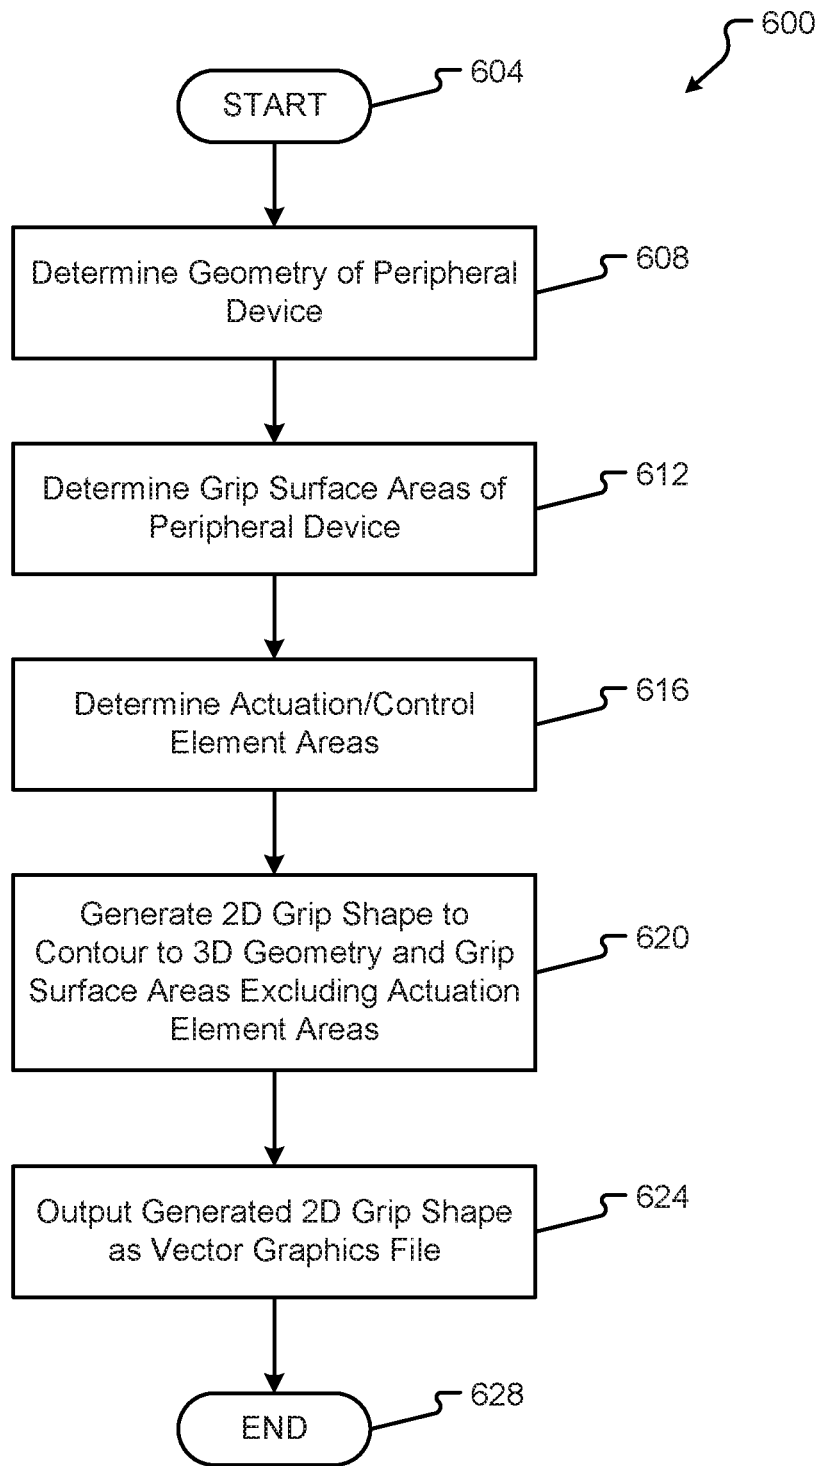 600
START
604
Determine Geometry of Peripheral
Device
608
Determine Grip Surface Areas of
Peripheral Device
612
Determine Actuation/Control
Element Areas
616
Generate 2D Grip Shape to
Contour to 3D Geometry and Grip
Surface Areas Excluding Actuation
Element Areas
620
Output Generated 2D Grip Shape
as Vector Graphics File
624
END
628